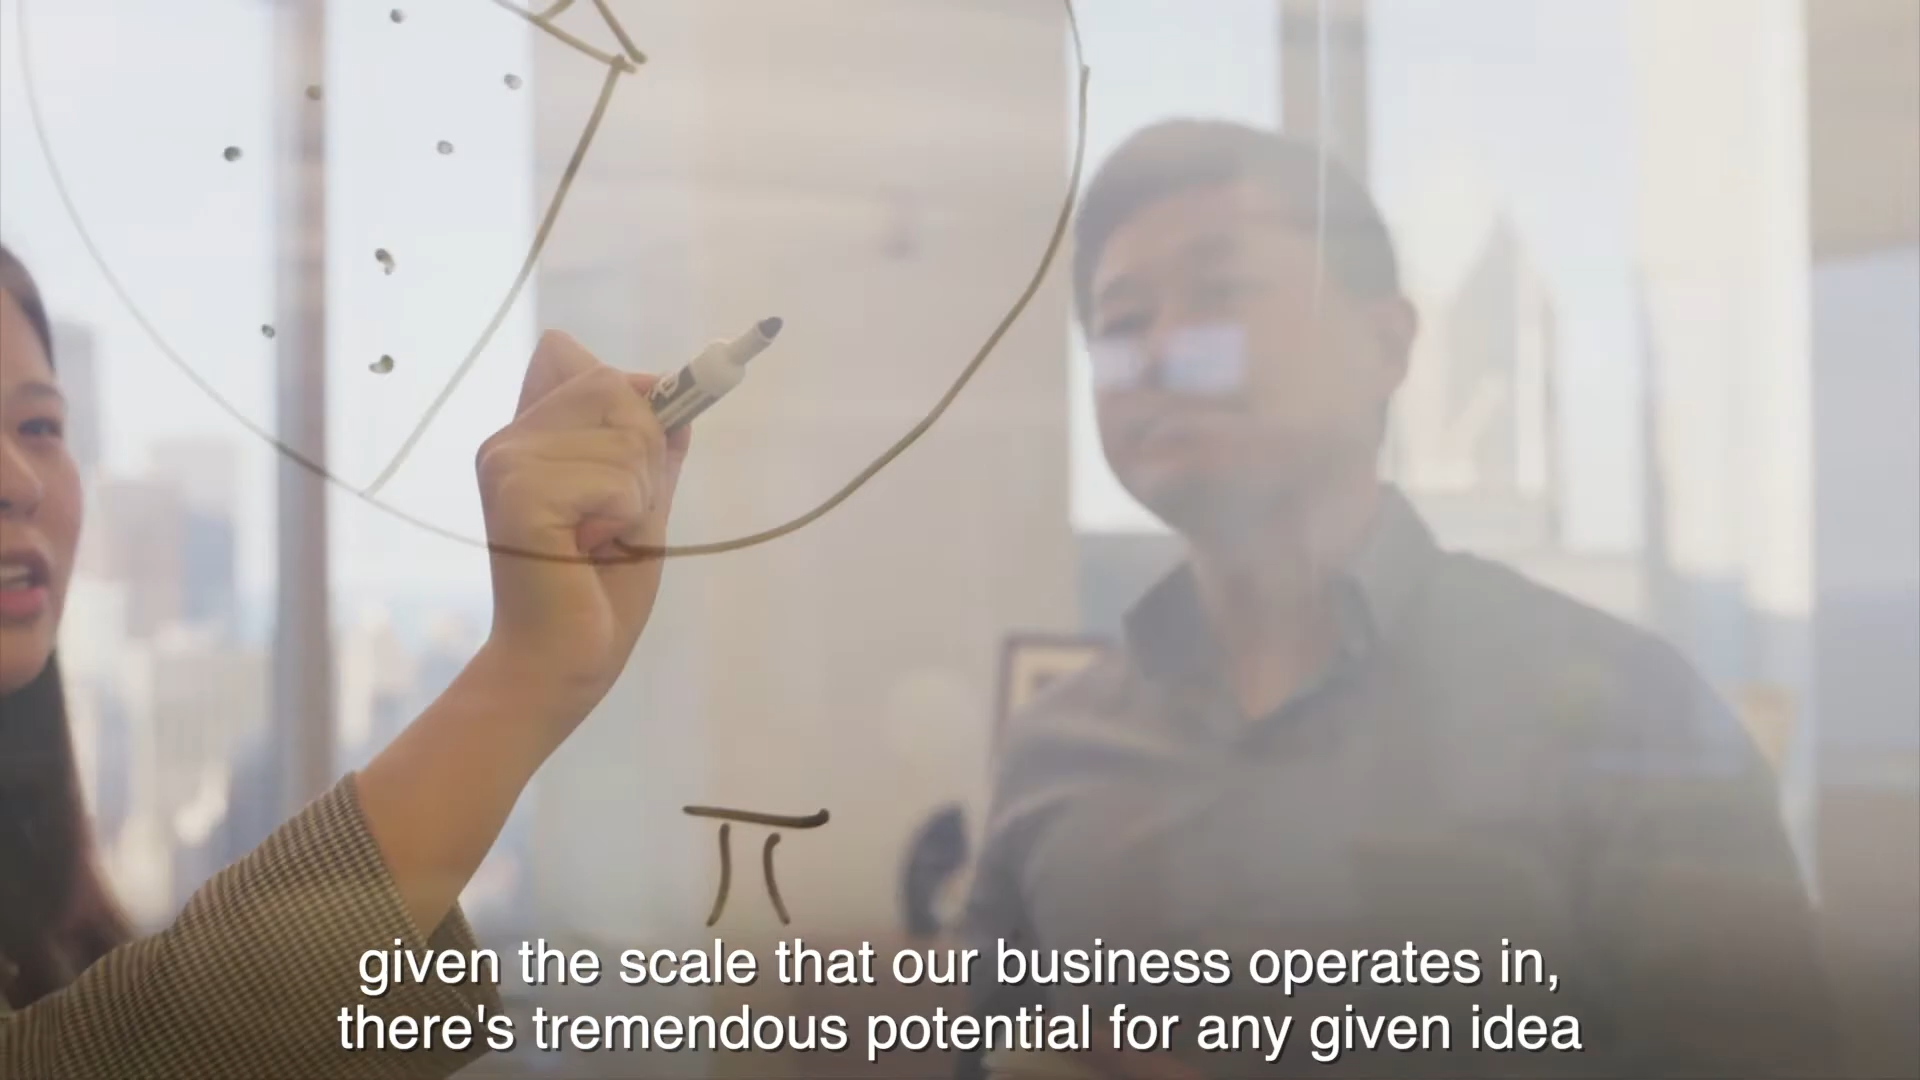 π
given the scale that our business operates in,
there's tremendous potential for any given idea